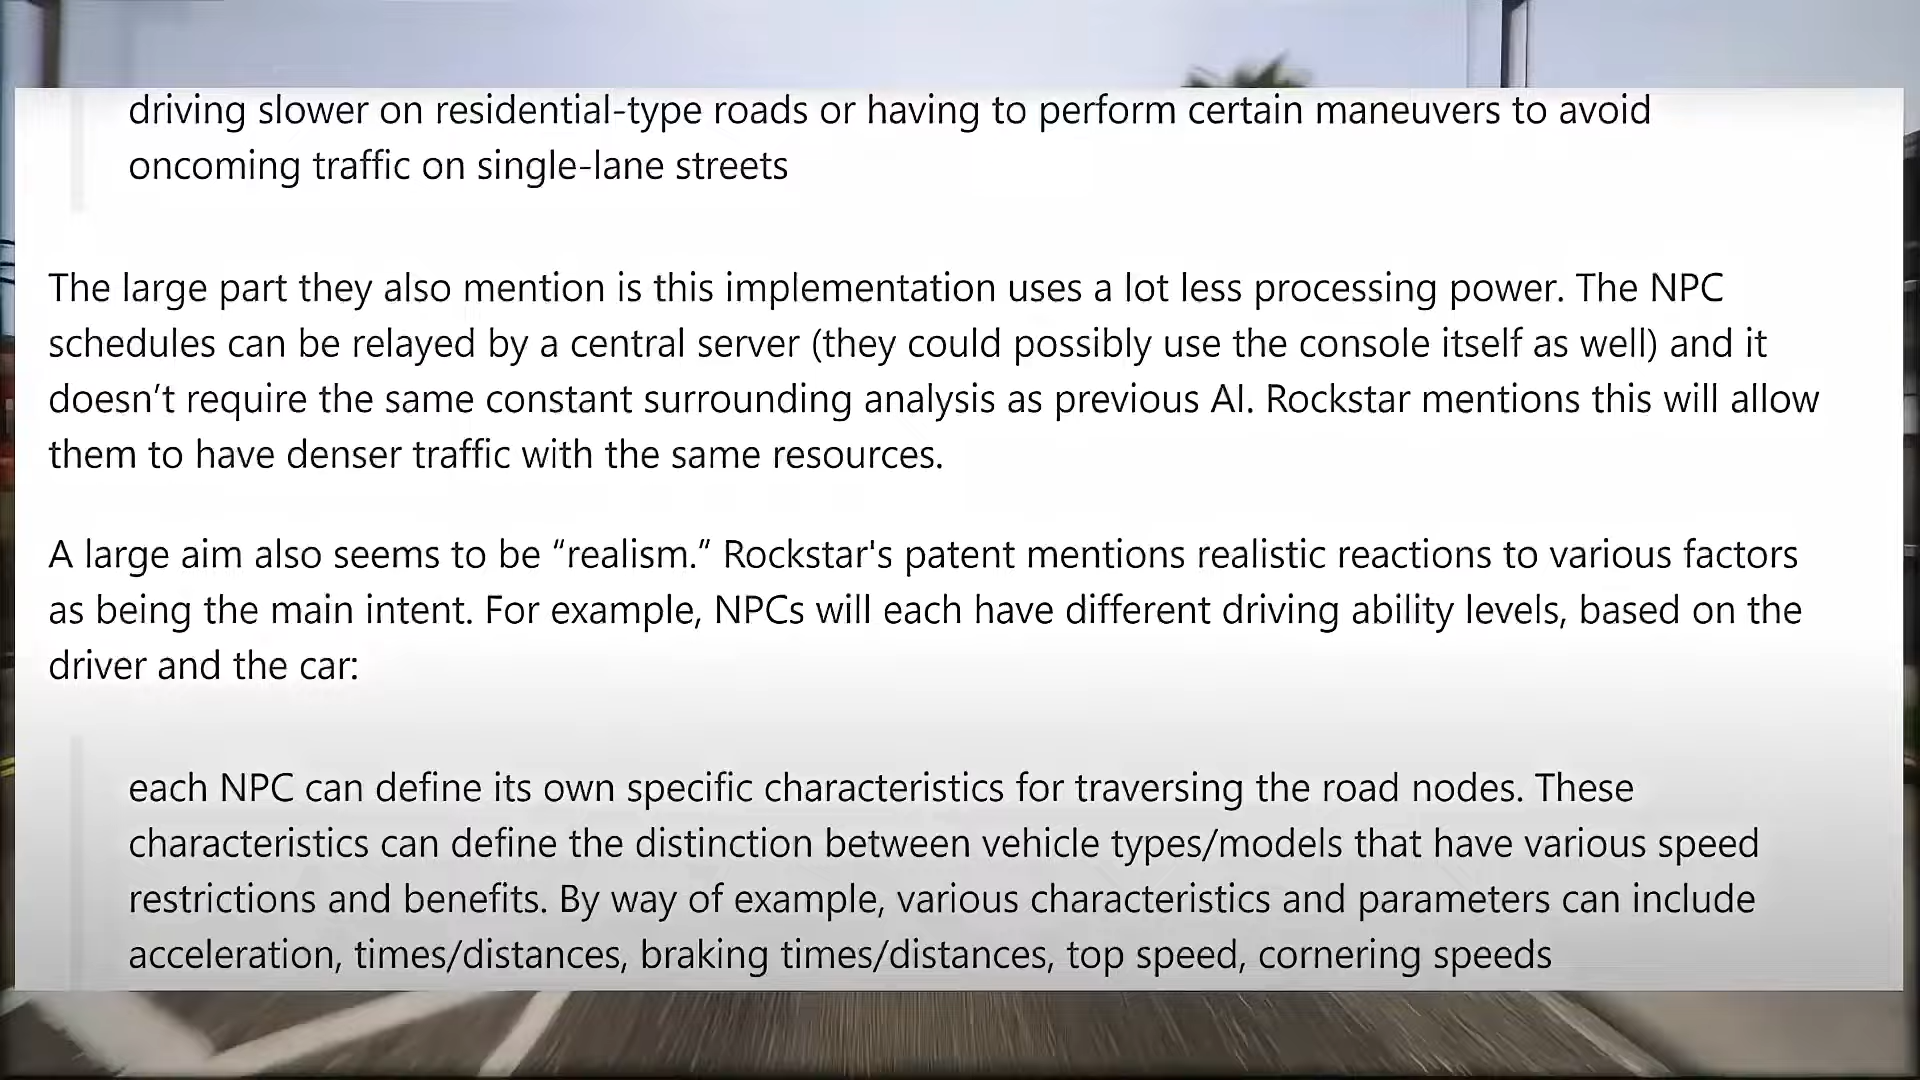 driving slower on residential-type roads or having to perform certain maneuvers to avoid
oncoming traffic on single-lane streets
The large part they also mention is this implementation uses a lot less processing power. The NPC
schedules can be relayed by a central server (they could possibly use the console itself as well) and it
doesn’t require the same constant surrounding analysis as previous AI. Rockstar mentions this will allow
them to have denser traffic with the same resources.
A large aim also seems to be “realism.” Rockstar's patent mentions realistic reactions to various factors
as being the main intent. For example, NPCs will each have different driving ability levels, based on the
driver and the car:
each NPC can define its own specific characteristics for traversing the road nodes. These
characteristics can define the distinction between vehicle types/models that have various speed
restrictions and benefits. By way of example, various characteristics and parameters can include
acceleration, times/distances, braking times/distances, top speed, cornering speeds